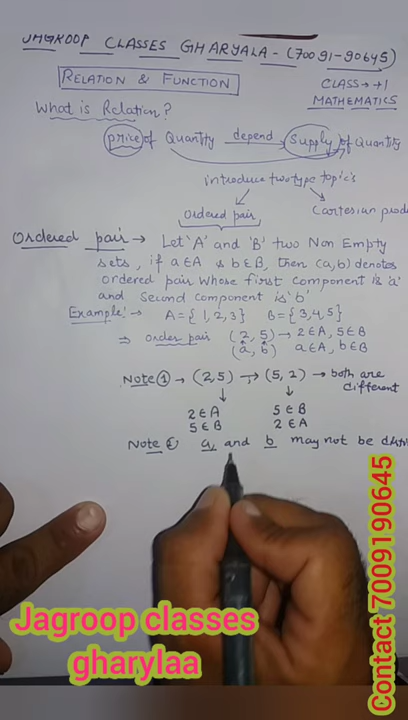 JAGROOP CLASSES GHARYALA - (70091-90645)
RELATION & FUNCTION
CLASS → +1
MATHEMATICS
What is Relation?
price of Quantity depend Supply of Quantity
introduce two type topics
Ordered pair
Cartesian produ
Ordered pair → Let 'A' and 'B' two Non Empty
sets, if a∈A & b∈B, then (a,b) denotes
ordered pair whose first component is 'a'
and second component is 'b'
Example:→ A={1,2,3} B={3,4,5}
⇒ order pair (2, 5) → 2∈A, 5∈B
(a, b) a∈A, b∈B
Note ① → (2,5) → (5,2) → both are
different
2∈A 5∈B
5∈B 2∈A
Note ② a and b may not be disti
Jagroop classes
gharylaa
Contact 7009190645